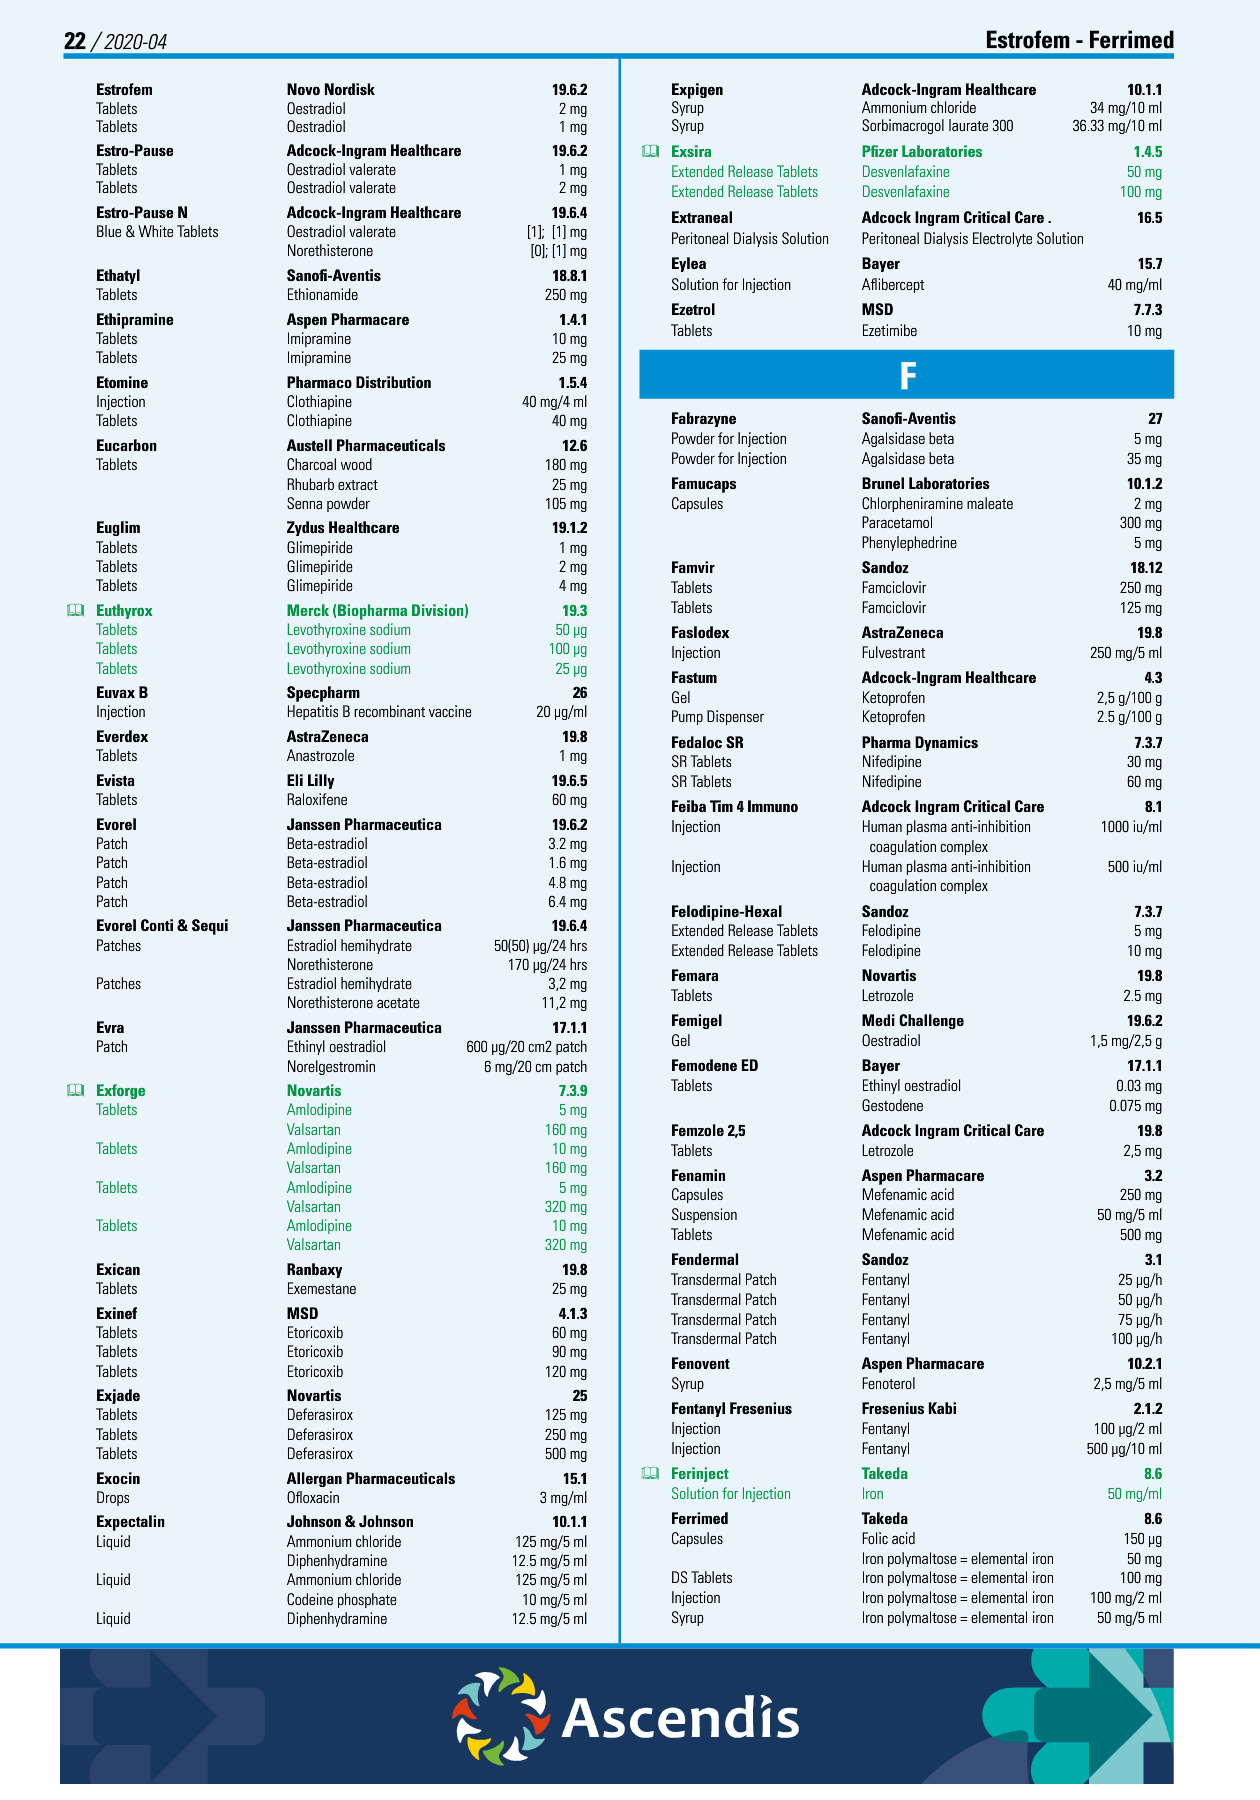 22 / 2020-04
Estrofem - Ferrimed
Estrofem Novo Nordisk 19.6.2
Tablets Oestradiol 2 mg
Tablets Oestradiol 1 mg
Estro-Pause Adcock-Ingram Healthcare 19.6.2
Tablets Oestradiol valerate 1 mg
Tablets Oestradiol valerate 2 mg
Estro-Pause N Adcock-Ingram Healthcare 19.6.4
Blue & White Tablets Oestradiol valerate [1]; [1] mg
Norethisterone [0]; [1] mg
Ethatyl Sanofi-Aventis 18.8.1
Tablets Ethionamide 250 mg
Ethipramine Aspen Pharmacare 1.4.1
Tablets Imipramine 10 mg
Tablets Imipramine 25 mg
Etomine Pharmaco Distribution 1.5.4
Injection Clothiapine 40 mg/4 ml
Tablets Clothiapine 40 mg
Eucarbon Austell Pharmaceuticals 12.6
Tablets Charcoal wood 180 mg
Rhubarb extract 25 mg
Senna powder 105 mg
Euglim Zydus Healthcare 19.1.2
Tablets Glimepiride 1 mg
Tablets Glimepiride 2 mg
Tablets Glimepiride 4 mg
Euthyrox Merck (Biopharma Division) 19.3
Tablets Levothyroxine sodium 50 µg
Tablets Levothyroxine sodium 100 µg
Tablets Levothyroxine sodium 25 µg
Euvax B Specpharm 26
Injection Hepatitis B recombinant vaccine 20 µg/ml
Everdex AstraZeneca 19.8
Tablets Anastrozole 1 mg
Evista Eli Lilly 19.6.5
Tablets Raloxifene 60 mg
Evorel Janssen Pharmaceutica 19.6.2
Patch Beta-estradiol 3.2 mg
Patch Beta-estradiol 1.6 mg
Patch Beta-estradiol 4.8 mg
Patch Beta-estradiol 6.4 mg
Evorel Conti & Sequi Janssen Pharmaceutica 19.6.4
Patches Estradiol hemihydrate 50(50) µg/24 hrs
Norethisterone 170 µg/24 hrs
Patches Estradiol hemihydrate 3,2 mg
Norethisterone acetate 11,2 mg
Evra Janssen Pharmaceutica 17.1.1
Patch Ethinyl oestradiol 600 µg/20 cm2 patch
Norelgestromin 6 mg/20 cm patch
Exforge Novartis 7.3.9
Tablets Amlodipine 5 mg
Valsartan 160 mg
Tablets Amlodipine 10 mg
Valsartan 160 mg
Tablets Amlodipine 5 mg
Valsartan 320 mg
Tablets Amlodipine 10 mg
Valsartan 320 mg
Exican Ranbaxy 19.8
Tablets Exemestane 25 mg
Exinef MSD 4.1.3
Tablets Etoricoxib 60 mg
Tablets Etoricoxib 90 mg
Tablets Etoricoxib 120 mg
Exjade Novartis 25
Tablets Deferasirox 125 mg
Tablets Deferasirox 250 mg
Tablets Deferasirox 500 mg
Exocin Allergan Pharmaceuticals 15.1
Drops Ofloxacin 3 mg/ml
Expectalin Johnson & Johnson 10.1.1
Liquid Ammonium chloride 125 mg/5 ml
Diphenhydramine 12.5 mg/5 ml
Liquid Ammonium chloride 125 mg/5 ml
Codeine phosphate 10 mg/5 ml
Liquid Diphenhydramine 12.5 mg/5 ml
Expigen Adcock-Ingram Healthcare 10.1.1
Syrup Ammonium chloride 34 mg/10 ml
Syrup Sorbimacrogol laurate 300 36.33 mg/10 ml
Exsira Pfizer Laboratories 1.4.5
Extended Release Tablets Desvenlafaxine 50 mg
Extended Release Tablets Desvenlafaxine 100 mg
Extraneal Adcock Ingram Critical Care . 16.5
Peritoneal Dialysis Solution Peritoneal Dialysis Electrolyte Solution
Eylea Bayer 15.7
Solution for Injection Aflibercept 40 mg/ml
Ezetrol MSD 7.7.3
Tablets Ezetimibe 10 mg
F
Fabrazyne Sanofi-Aventis 27
Powder for Injection Agalsidase beta 5 mg
Powder for Injection Agalsidase beta 35 mg
Famucaps Brunel Laboratories 10.1.2
Capsules Chlorpheniramine maleate 2 mg
Paracetamol 300 mg
Phenylephedrine 5 mg
Famvir Sandoz 18.12
Tablets Famciclovir 250 mg
Tablets Famciclovir 125 mg
Faslodex AstraZeneca 19.8
Injection Fulvestrant 250 mg/5 ml
Fastum Adcock-Ingram Healthcare 4.3
Gel Ketoprofen 2,5 g/100 g
Pump Dispenser Ketoprofen 2.5 g/100 g
Fedaloc SR Pharma Dynamics 7.3.7
SR Tablets Nifedipine 30 mg
SR Tablets Nifedipine 60 mg
Feiba Tim 4 Immuno Adcock Ingram Critical Care 8.1
Injection Human plasma anti-inhibition 1000 iu/ml
coagulation complex
Injection Human plasma anti-inhibition 500 iu/ml
coagulation complex
Felodipine-Hexal Sandoz 7.3.7
Extended Release Tablets Felodipine 5 mg
Extended Release Tablets Felodipine 10 mg
Femara Novartis 19.8
Tablets Letrozole 2.5 mg
Femigel Medi Challenge 19.6.2
Gel Oestradiol 1,5 mg/2,5 g
Femodene ED Bayer 17.1.1
Tablets Ethinyl oestradiol 0.03 mg
Gestodene 0.075 mg
Femzole 2,5 Adcock Ingram Critical Care 19.8
Tablets Letrozole 2,5 mg
Fenamin Aspen Pharmacare 3.2
Capsules Mefenamic acid 250 mg
Suspension Mefenamic acid 50 mg/5 ml
Tablets Mefenamic acid 500 mg
Fendermal Sandoz 3.1
Transdermal Patch Fentanyl 25 µg/h
Transdermal Patch Fentanyl 50 µg/h
Transdermal Patch Fentanyl 75 µg/h
Transdermal Patch Fentanyl 100 µg/h
Fenovent Aspen Pharmacare 10.2.1
Syrup Fenoterol 2,5 mg/5 ml
Fentanyl Fresenius Fresenius Kabi 2.1.2
Injection Fentanyl 100 µg/2 ml
Injection Fentanyl 500 µg/10 ml
Ferinject Takeda 8.6
Solution for Injection Iron 50 mg/ml
Ferrimed Takeda 8.6
Capsules Folic acid 150 µg
Iron polymaltose = elemental iron 50 mg
DS Tablets Iron polymaltose = elemental iron 100 mg
Injection Iron polymaltose = elemental iron 100 mg/2 ml
Syrup Iron polymaltose = elemental iron 50 mg/5 ml
Ascendis